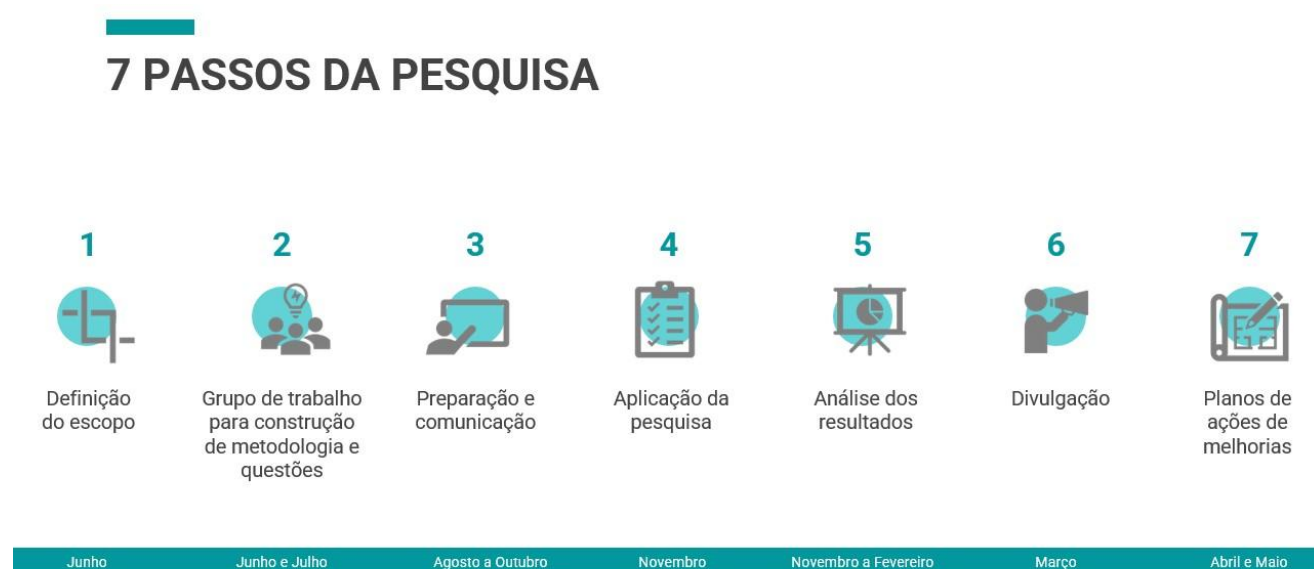 7 PASSOS DA PESQUISA
1
2
3
4
5
6
7
Definição
do escopo
Grupo de trabalho
para construção
de metodologia e
questões
Preparação e
comunicação
Aplicação da
pesquisa
Análise dos
resultados
Divulgação
Planos de
ações de
melhorias
Junho
Junho e Julho
Agosto a Outubro
Novembro
Novembro a Fevereiro
Março
Abril e Maio